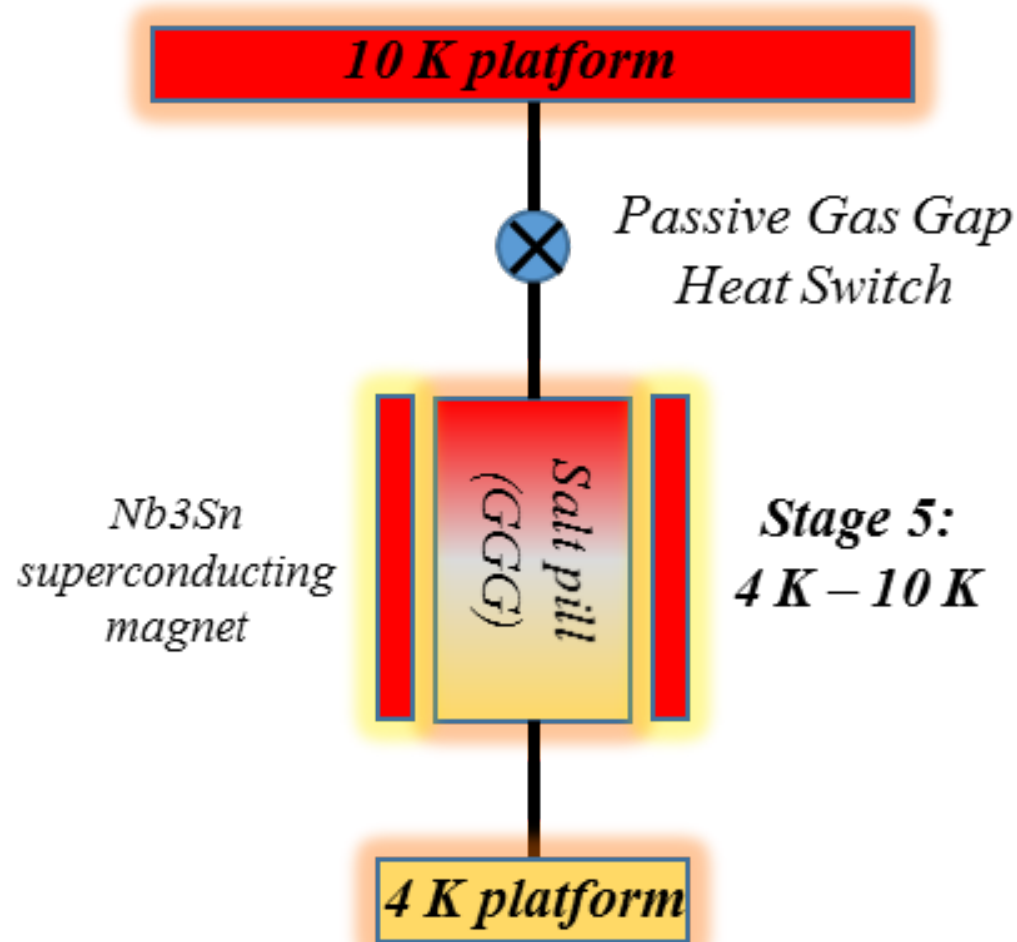 10 K platform
Passive Gas Gap
Heat Switch
Nb3Sn
superconducting
magnet
Salt pill
(GGG)
Stage 5:
4 K – 10 K
4 K platform